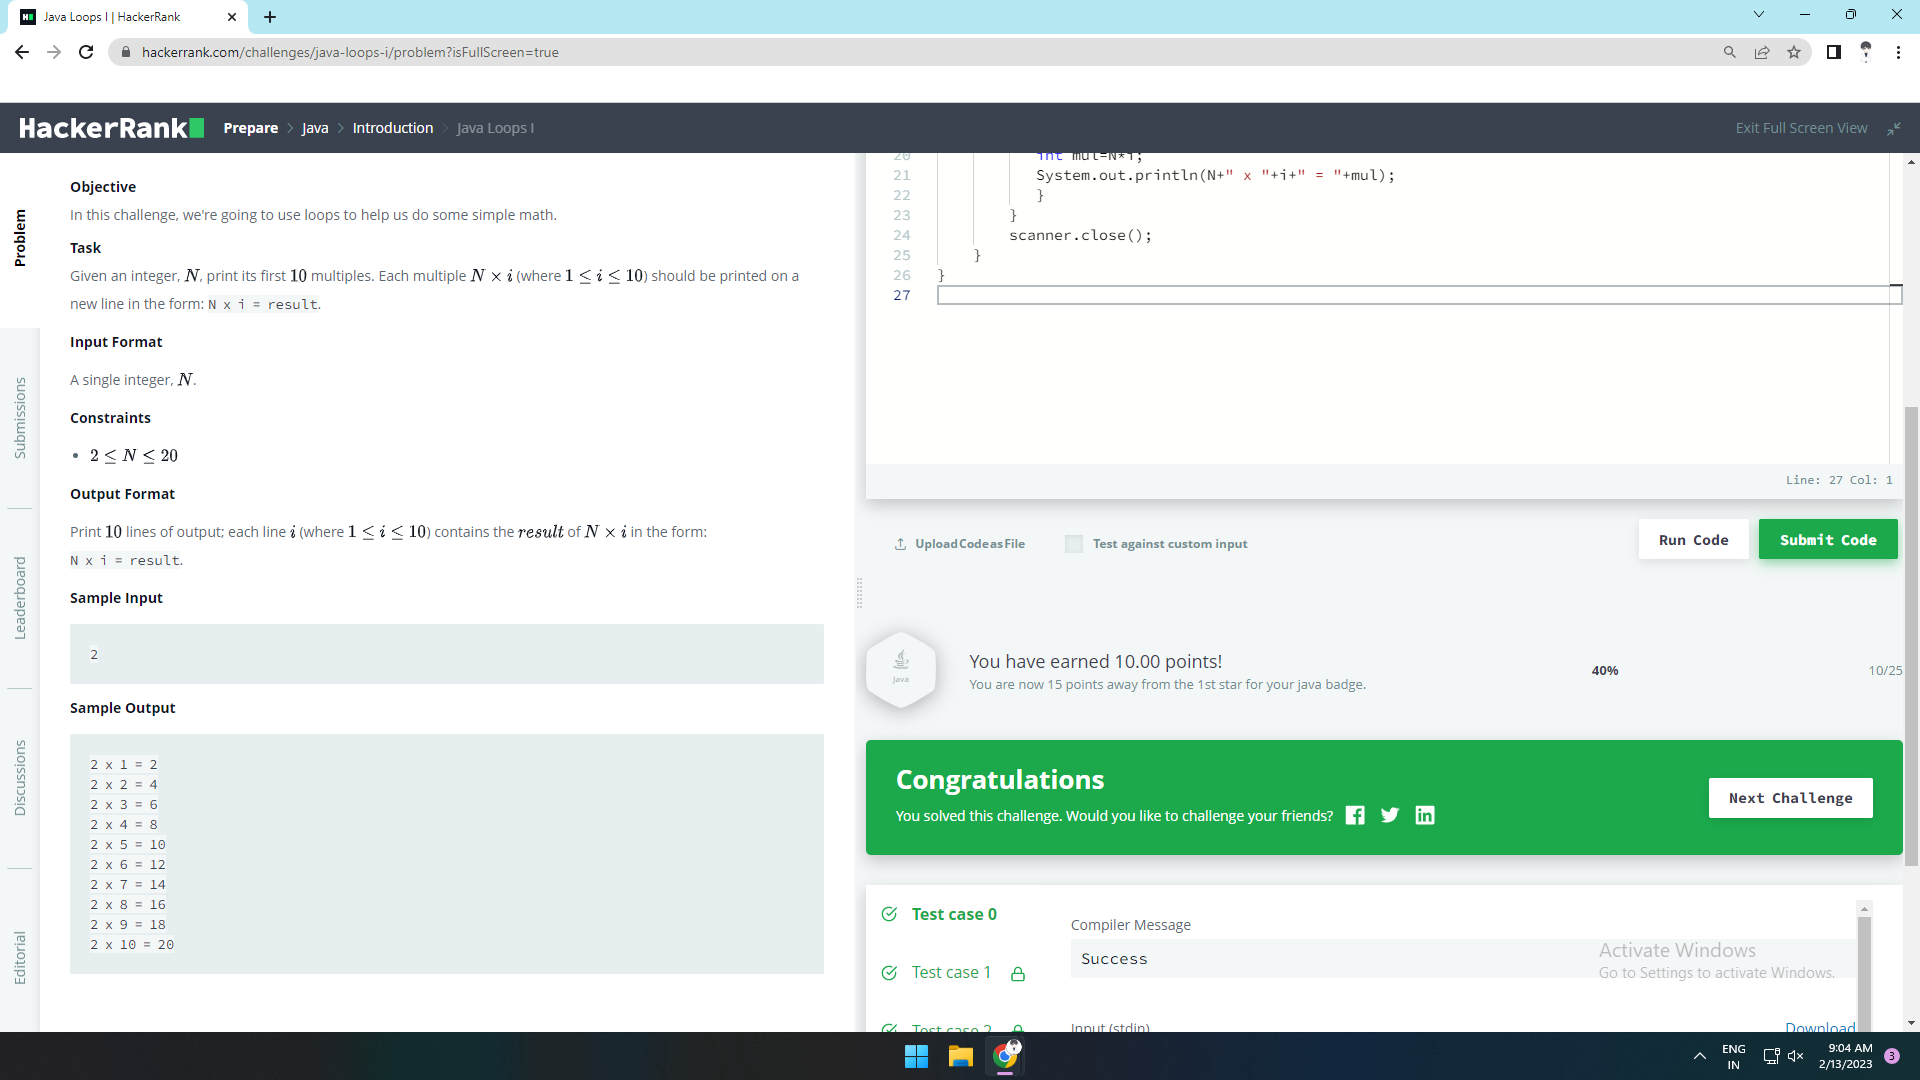 Java Loops I | HackerRank
hackerrank.com/challenges/java-loops-i/problem?isFullScreen=true
HackerRank
Prepare > Java > Introduction > Java Loops I
Exit Full Screen View
Problem
Submissions
Leaderboard
Discussions
Editorial
Objective
In this challenge, we're going to use loops to help us do some simple math.
Task
Given an integer, N, print its first 10 multiples. Each multiple N × i (where 1 ≤ i ≤ 10) should be printed on a
new line in the form: N x i = result.
Input Format
A single integer, N.
Constraints
• 2 ≤ N ≤ 20
Output Format
Print 10 lines of output; each line i (where 1 ≤ i ≤ 10) contains the result of N × i in the form:
N x i = result.
Sample Input
2
Sample Output
2 x 1 = 2
2 x 2 = 4
2 x 3 = 6
2 x 4 = 8
2 x 5 = 10
2 x 6 = 12
2 x 7 = 14
2 x 8 = 16
2 x 9 = 18
2 x 10 = 20
20 int mul=N*i;
21 System.out.println(N+" x "+i+" = "+mul);
22 }
23 }
24 scanner.close();
25 }
26 }
27
Line: 27 Col: 1
Upload Code as File
Test against custom input
Run Code
Submit Code
Java
You have earned 10.00 points!
You are now 15 points away from the 1st star for your java badge.
40%
10/25
Congratulations
You solved this challenge. Would you like to challenge your friends?
Next Challenge
Test case 0
Test case 1
Test case 2
Compiler Message
Success
Input (stdin)
Download
Activate Windows
Go to Settings to activate Windows.
ENG
IN
9:04 AM
2/13/2023
3